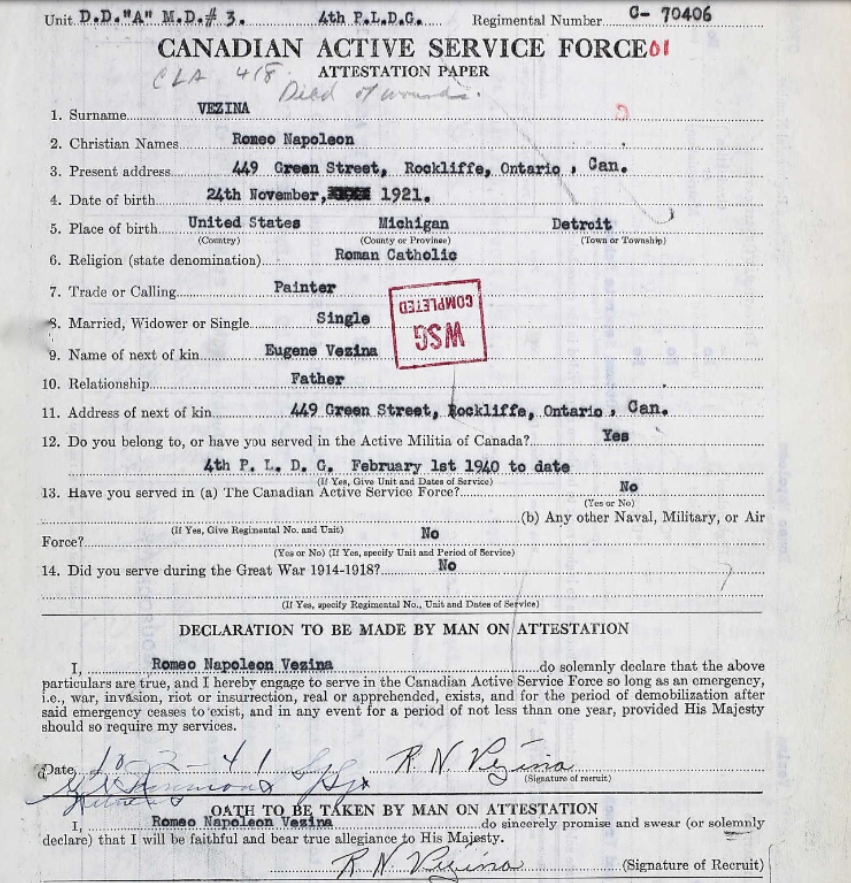 Unit D.D."A" M.D.# 3. 4th P.L.D.G. Regimental Number C- 70406
CANADIAN ACTIVE SERVICE FORCE 01
ATTESTATION PAPER
CLA 418.
Died of wounds.
1. Surname VEZINA
2. Christian Names Romeo Napoleon
3. Present address 449 Green Street, Rockliffe, Ontario , Can.
4. Date of birth 24th November, 1921.
5. Place of birth United States Michigan Detroit
(Country) (County or Province) (Town or Township)
6. Religion (state denomination) Roman Catholic
7. Trade or Calling Painter
WSG COMPLETED
8. Married, Widower or Single Single
9. Name of next of kin Eugene Vezina
10. Relationship Father
11. Address of next of kin 449 Green Street, Rockliffe, Ontario , Can.
12. Do you belong to, or have you served in the Active Militia of Canada? Yes
4th P. L. D. G. February 1st 1940 to date
(If Yes, Give Unit and Dates of Service)
13. Have you served in (a) The Canadian Active Service Force? No
(Yes or No)
(b) Any other Naval, Military, or Air
(If Yes, Give Regimental No. and Unit)
Force? No
(Yes or No) (If Yes, specify Unit and Period of Service)
14. Did you serve during the Great War 1914-1918? No
(If Yes, specify Regimental No., Unit and Dates of Service)
DECLARATION TO BE MADE BY MAN ON ATTESTATION
I, Romeo Napoleon Vezina do solemnly declare that the above
particulars are true, and I hereby engage to serve in the Canadian Active Service Force so long as an emergency,
i.e., war, invasion, riot or insurrection, real or apprehended, exists, and for the period of demobilization after
said emergency ceases to exist, and in any event for a period of not less than one year, provided His Majesty
should so require my services.
Date 10-2-41 R. N. Vezina
(Signature of recruit)
Witness
OATH TO BE TAKEN BY MAN ON ATTESTATION
I, Romeo Napoleon Vezina do sincerely promise and swear (or solemnly
declare) that I will be faithful and bear true allegiance to His Majesty.
R N Vezina (Signature of Recruit)